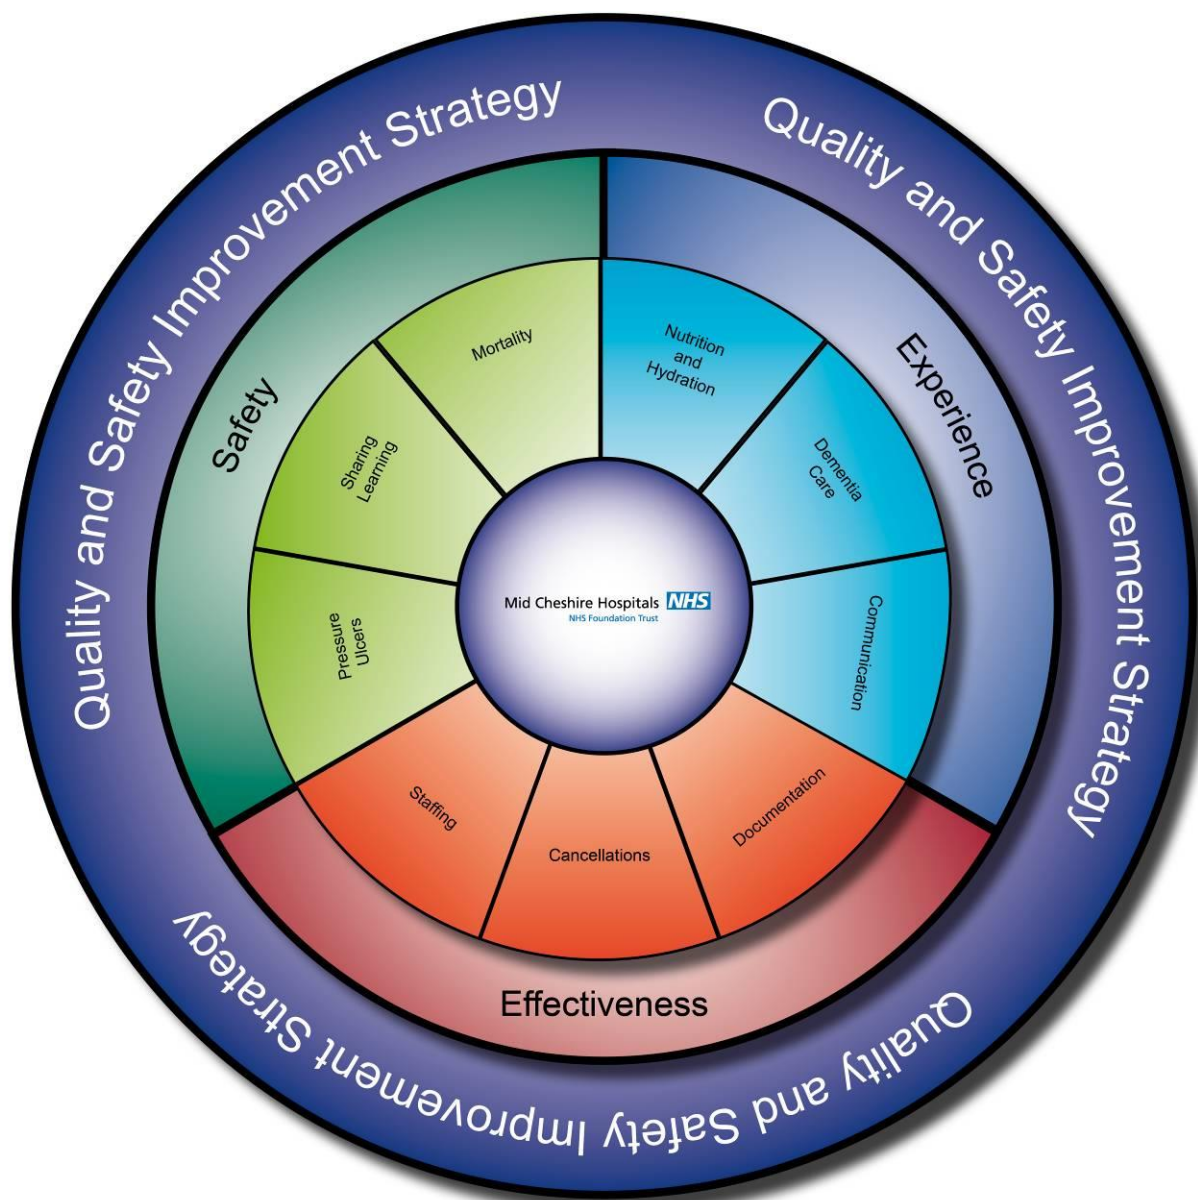 Quality and Safety Improvement Strategy
Quality and Safety Improvement Strategy
Quality and Safety Improvement Strategy
Safety
Experience
Effectiveness
Mortality
Sharing
Learning
Pressure
Ulcers
Nutrition
and
Hydration
Dementia
Care
Communication
Documentation
Cancellations
Staffing
Mid Cheshire Hospitals NHS
NHS Foundation Trust